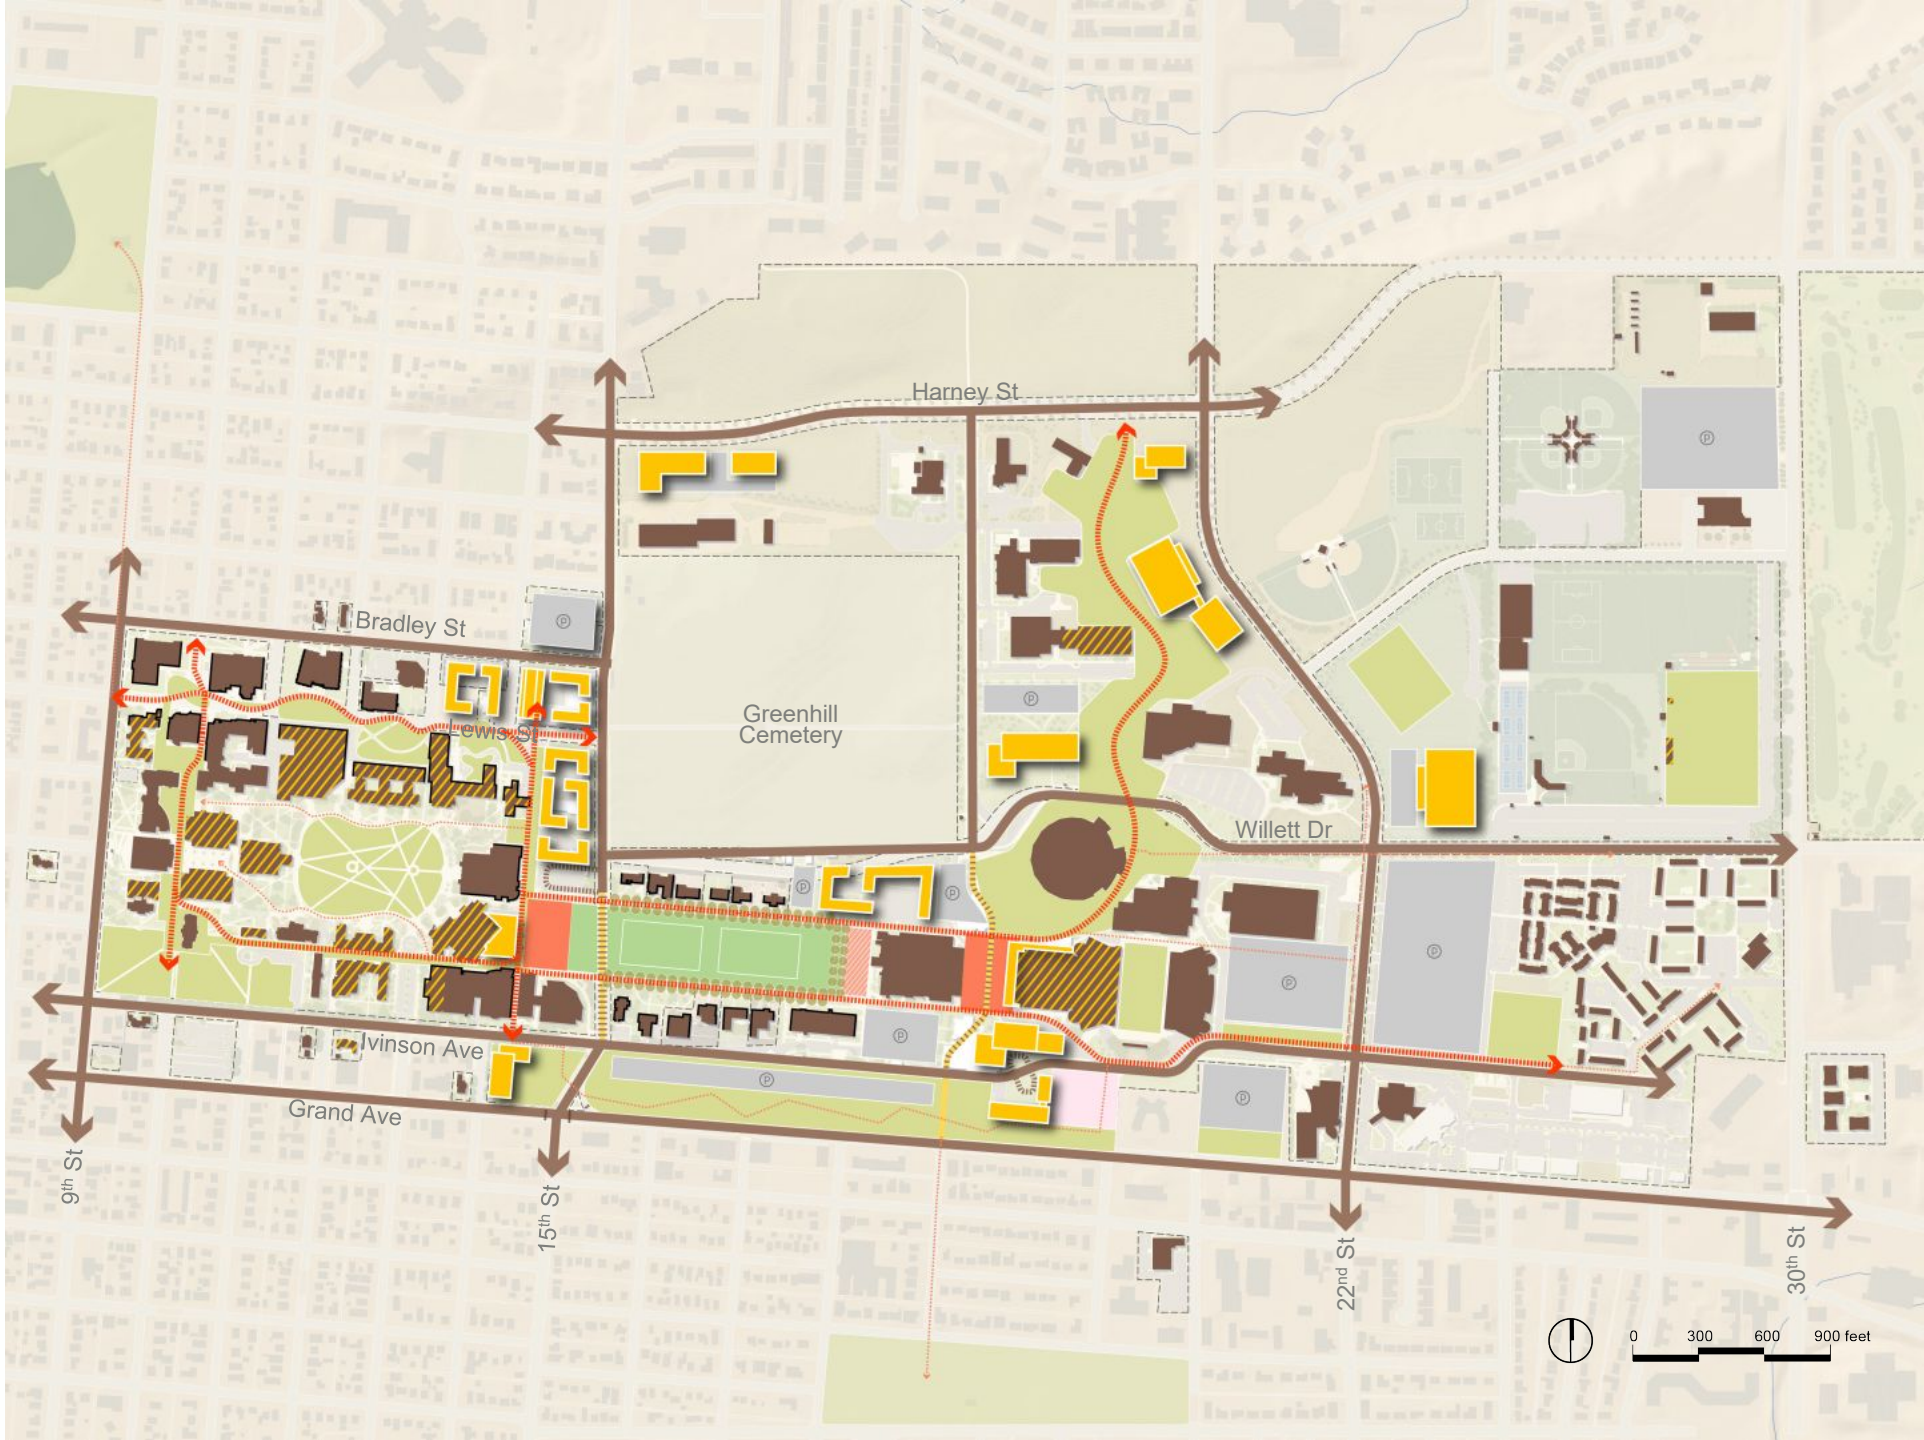 Harney St
Ⓟ
Ⓟ
Bradley St
Ⓟ
Greenhill
Cemetery
Lewis St
Willett Dr
Ⓟ
Ⓟ
Ⓟ
Ⓟ
Ⓟ
Ivinson Ave
Ⓟ
Ⓟ
Grand Ave
9th St
15th St
22nd St
30th St
0 300 600 900 feet